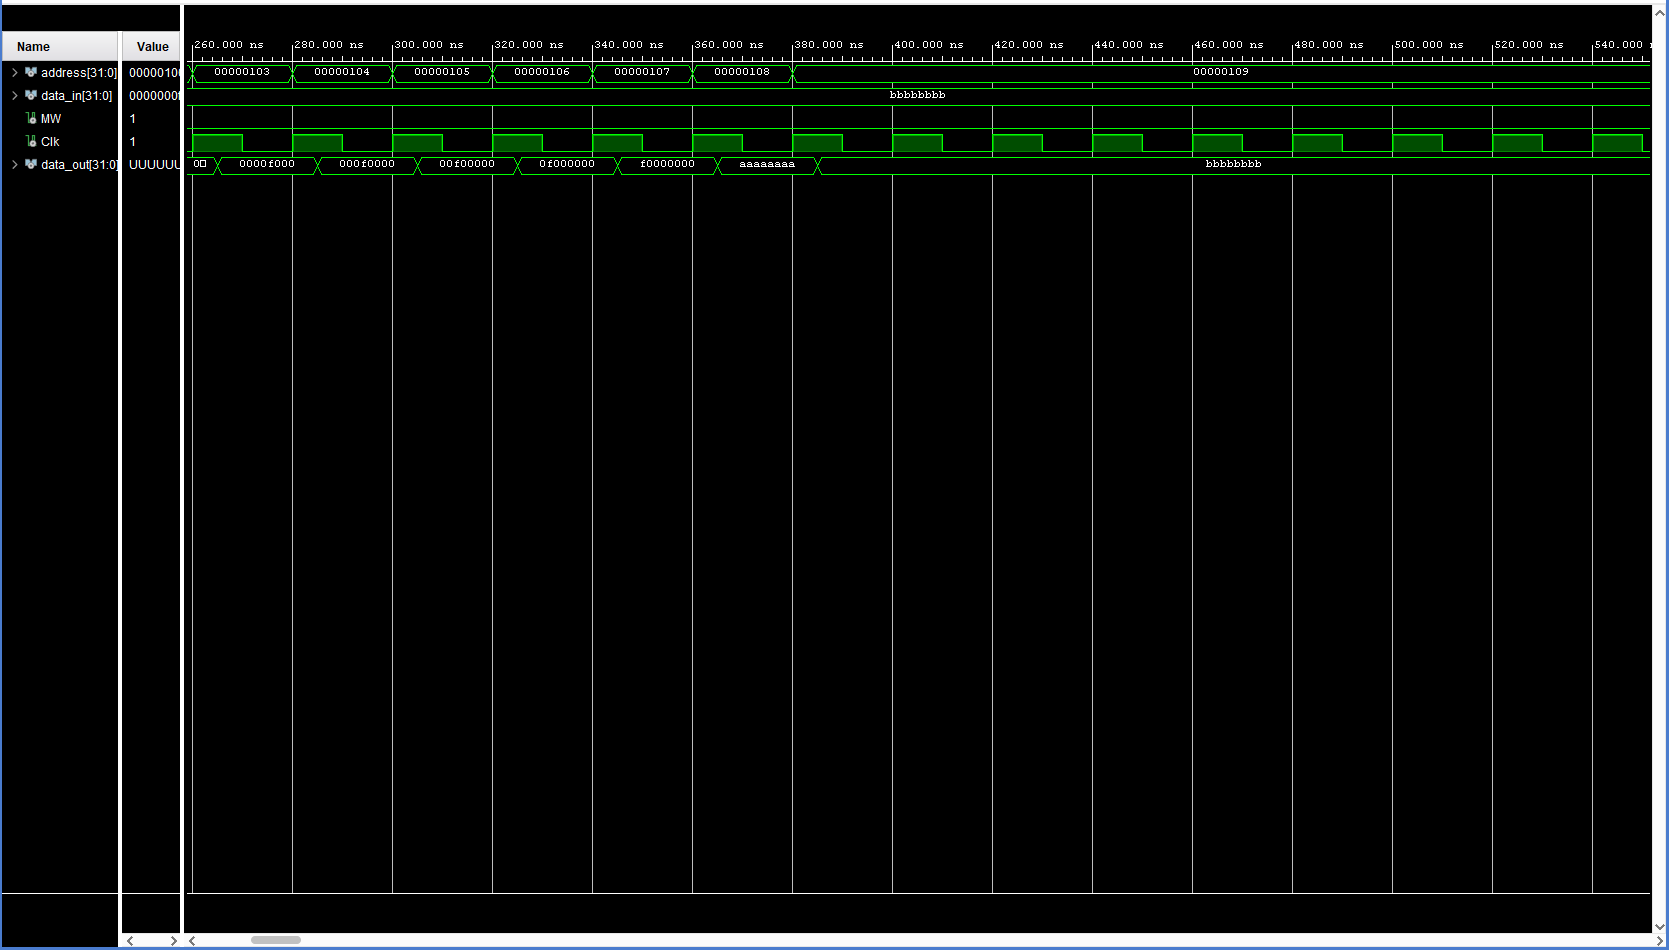 Name Value 260.000 ns 280.000 ns 300.000 ns 320.000 ns 340.000 ns 360.000 ns 380.000 ns 400.000 ns 420.000 ns 440.000 ns 460.000 ns 480.000 ns 500.000 ns 520.000 ns 540.000
address[31:0] 0000010 00000103 00000104 00000105 00000106 00000107 00000108 00000109
data_in[31:0] 0000000f bbbbbbbb
MW 1
Clk 1
data_out[31:0] UUUUUU 0 0000f000 000f0000 00f00000 0f000000 f0000000 aaaaaaaa bbbbbbbb